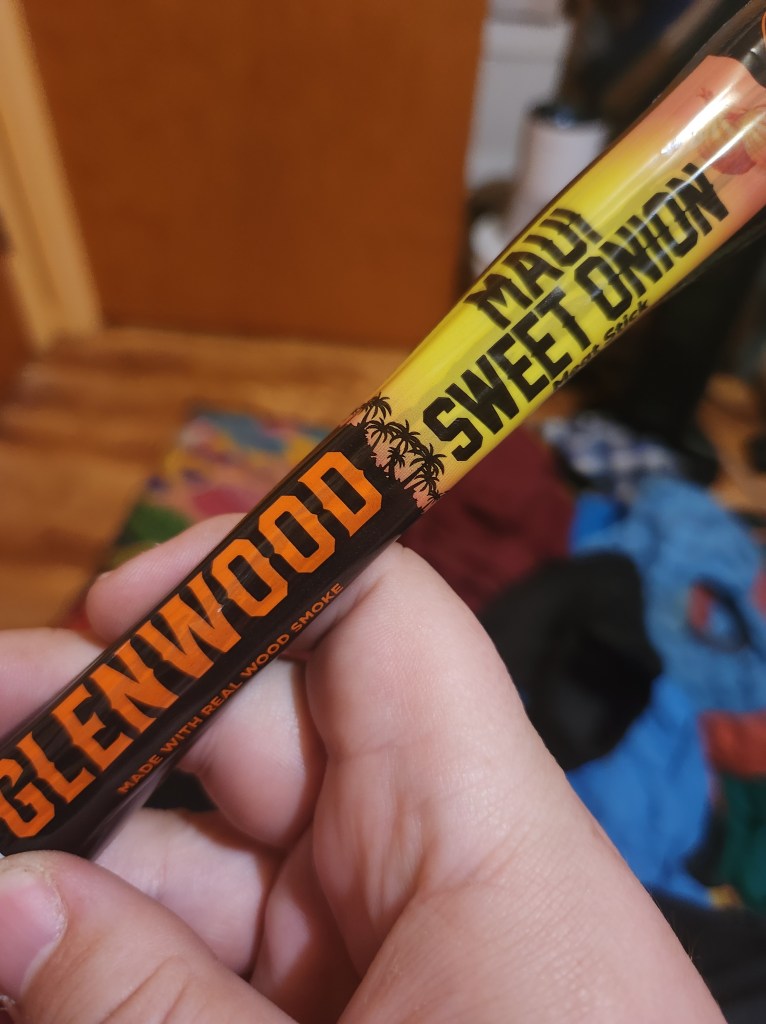 MAUI
SWEET ONION
Meat Stick
GLENWOOD
MADE WITH REAL WOOD SMOKE